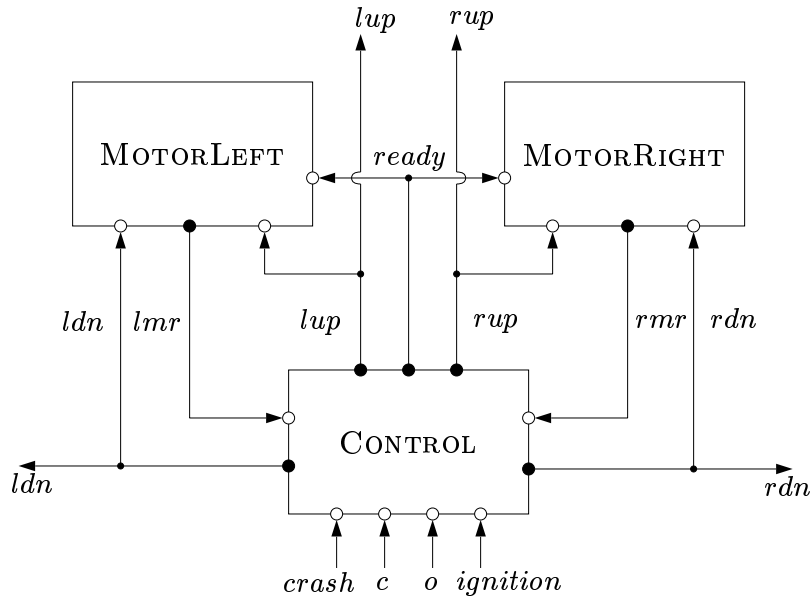 lup rup
MotorLeft ready MotorRight
ldn lmr lup rup rmr rdn
Control
ldn rdn
crash c o ignition